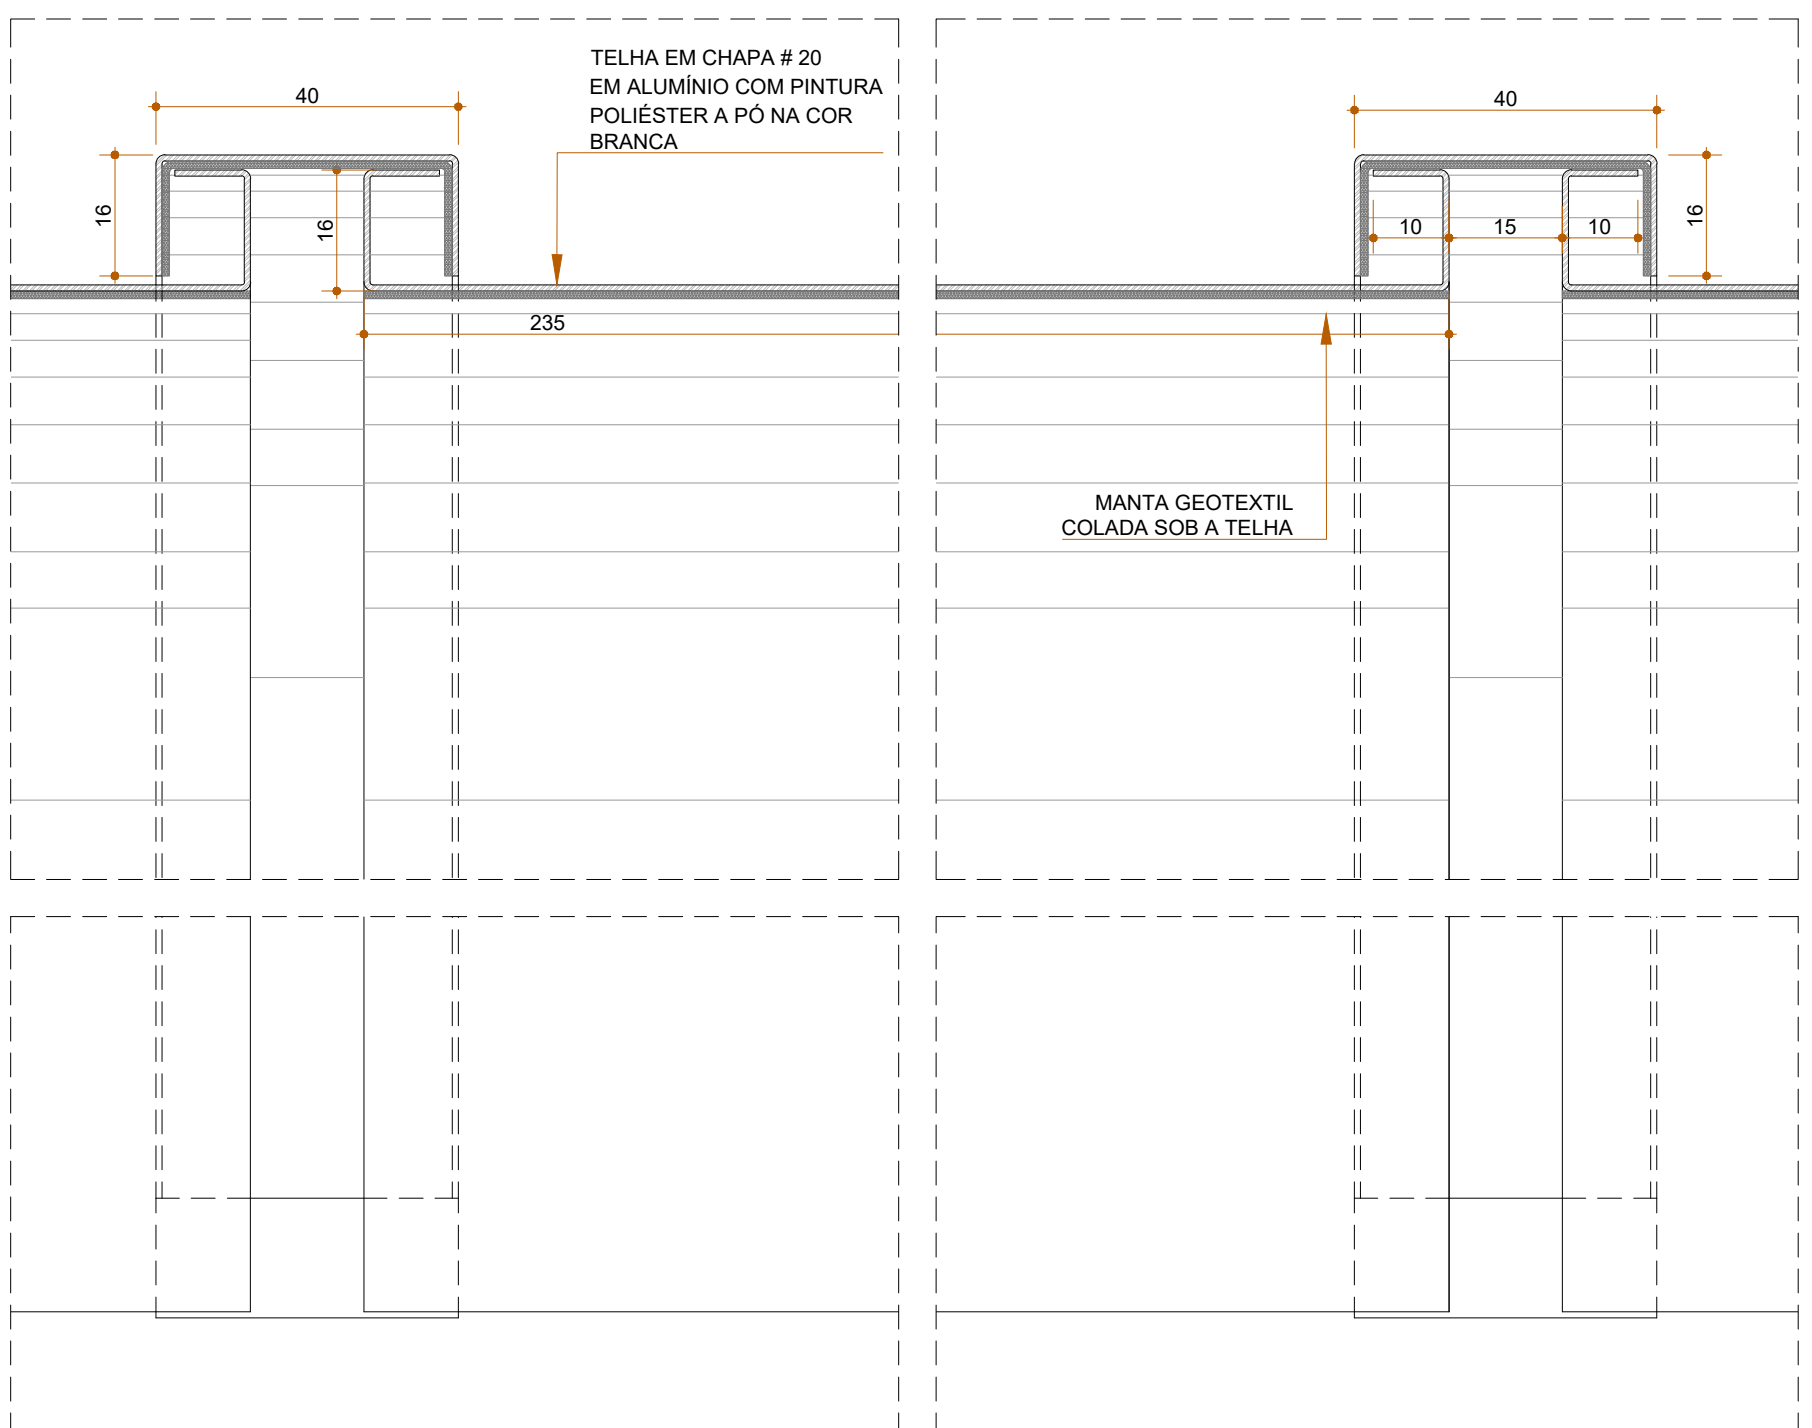 TELHA EM CHAPA # 20
EM ALUMÍNIO COM PINTURA
POLIÉSTER A PÓ NA COR
BRANCA
40
16
16
235
40
16
10
15
10
MANTA GEOTEXTIL
COLADA SOB A TELHA